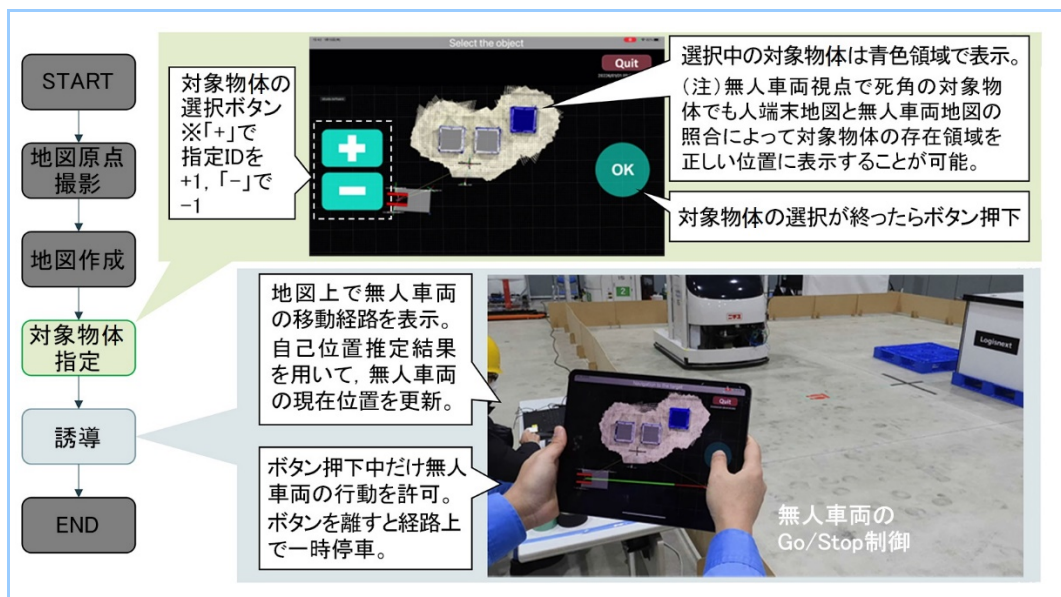 START
地図原点
撮影
地図作成
対象物体
指定
誘導
END
対象物体の
選択ボタン
※「+」で
指定IDを
+1,「-」で
-1
Select the object
Quit
+
-
OK
選択中の対象物体は青色領域で表示。
(注)無人車両視点で死角の対象物
体でも人端末地図と無人車両地図の
照合によって対象物体の存在領域を
正しい位置に表示することが可能。
対象物体の選択が終ったらボタン押下
地図上で無人車両
の移動経路を表示。
自己位置推定結果
を用いて,無人車両
の現在位置を更新。
ボタン押下中だけ無人
車両の行動を許可。
ボタンを離すと経路上
で一時停車。
2
Logisnext
Navigation to the target
Quit
無人車両の
Go/Stop制御